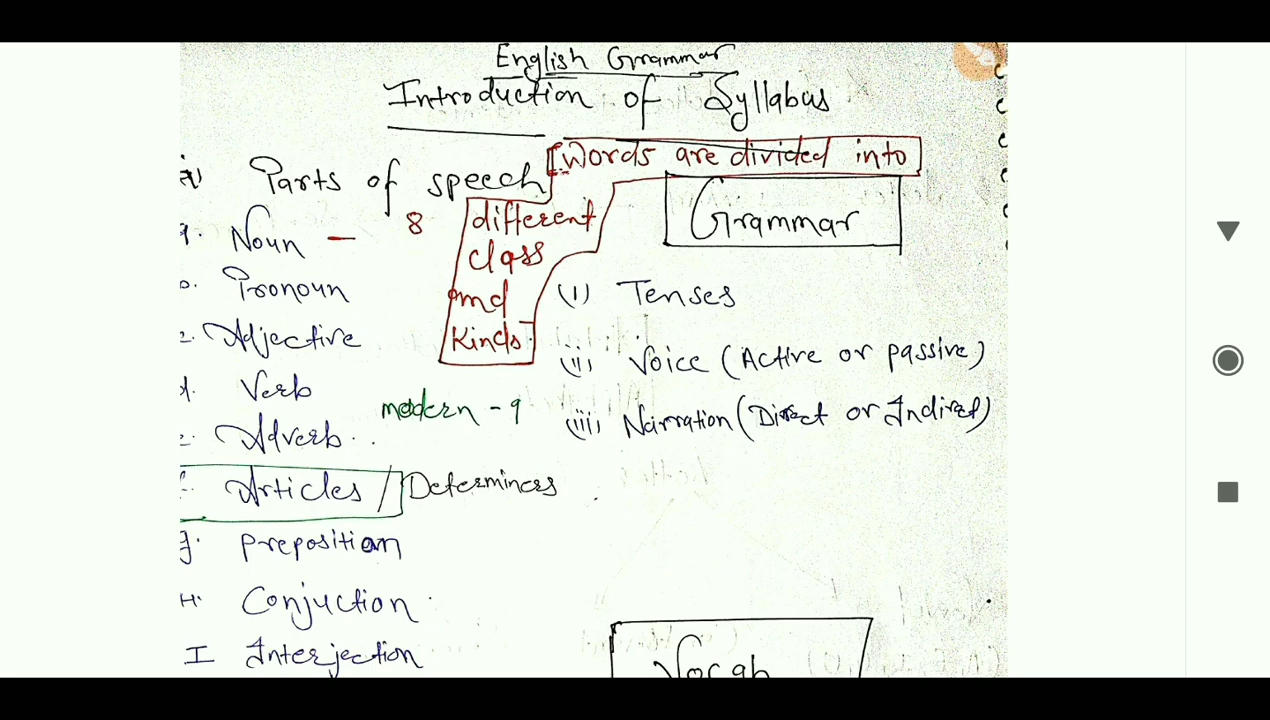 English Grammar
Introduction of Syllabus
Parts of speech
[Words are divided into
different
class
and
Kinds.
8
Noun —
Pronoun
Adjective
Verb
modern - 9
Adverb..
Articles / Determiners
g. preposition
H. Conjuction
I Interjection
Grammar
(i) Tenses
(ii) Voice (Active or passive)
(iii) Narration (Direct or Indirect)
Vocab